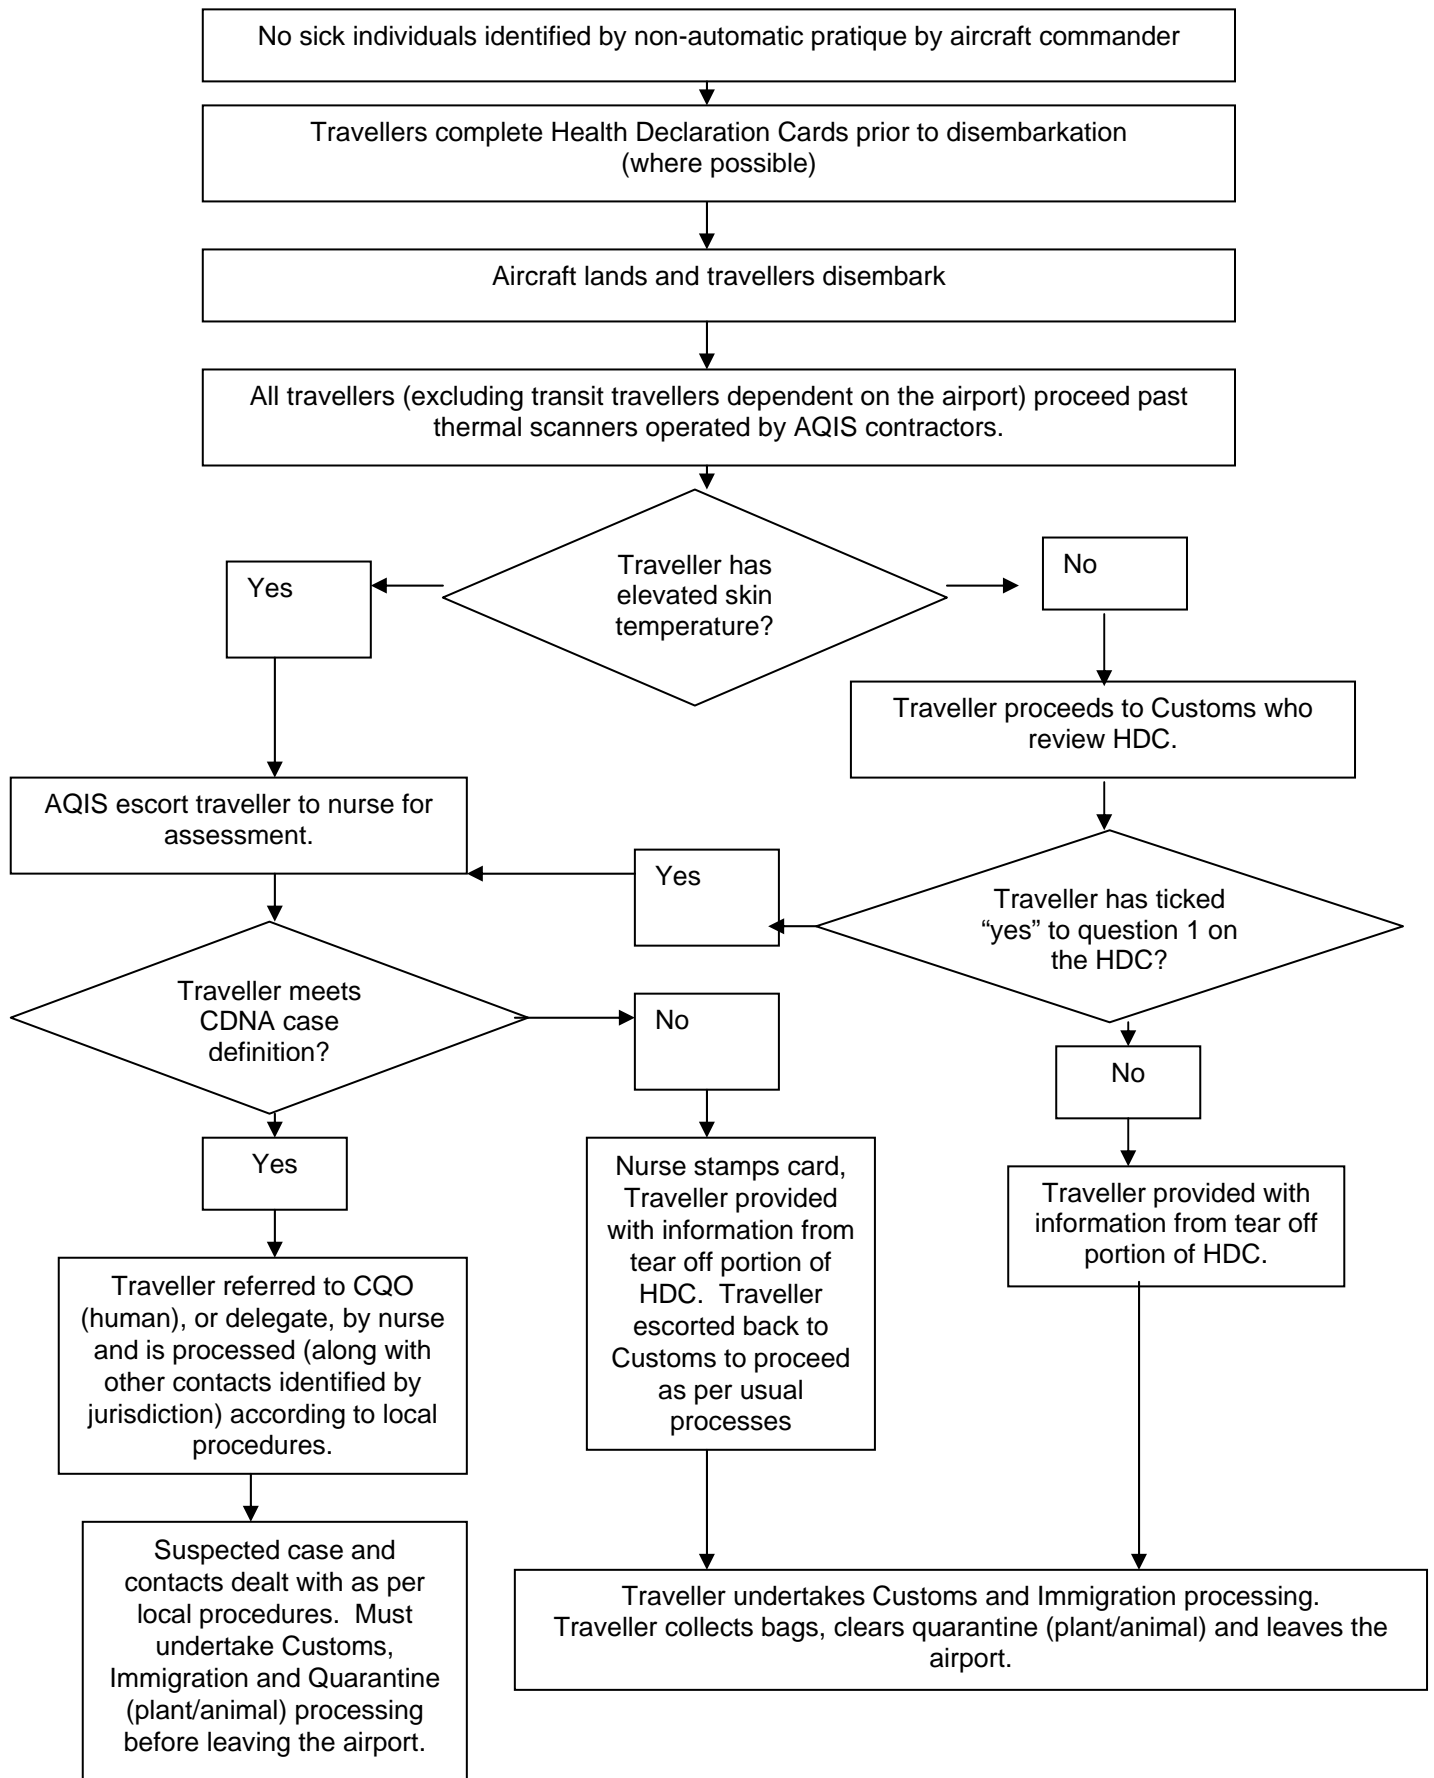 No sick individuals identified by non-automatic pratique by aircraft commander
Travellers complete Health Declaration Cards prior to disembarkation
(where possible)
Aircraft lands and travellers disembark
All travellers (excluding transit travellers dependent on the airport) proceed past
thermal scanners operated by AQIS contractors.
Traveller has
elevated skin
temperature?
Yes
No
Traveller proceeds to Customs who
review HDC.
AQIS escort traveller to nurse for
assessment.
Yes
Traveller has ticked
“yes” to question 1 on
the HDC?
Traveller meets
CDNA case
definition?
No
No
Yes
Nurse stamps card,
Traveller provided
with information from
tear off portion of
HDC.  Traveller
escorted back to
Customs to proceed
as per usual
processes
Traveller provided with
information from tear off
portion of HDC.
Traveller referred to CQO
(human), or delegate, by nurse
and is processed (along with
other contacts identified by
jurisdiction) according to local
procedures.
Suspected case and
contacts dealt with as per
local procedures.  Must
undertake Customs,
Immigration and Quarantine
(plant/animal) processing
before leaving the airport.
Traveller undertakes Customs and Immigration processing.
Traveller collects bags, clears quarantine (plant/animal) and leaves the
airport.